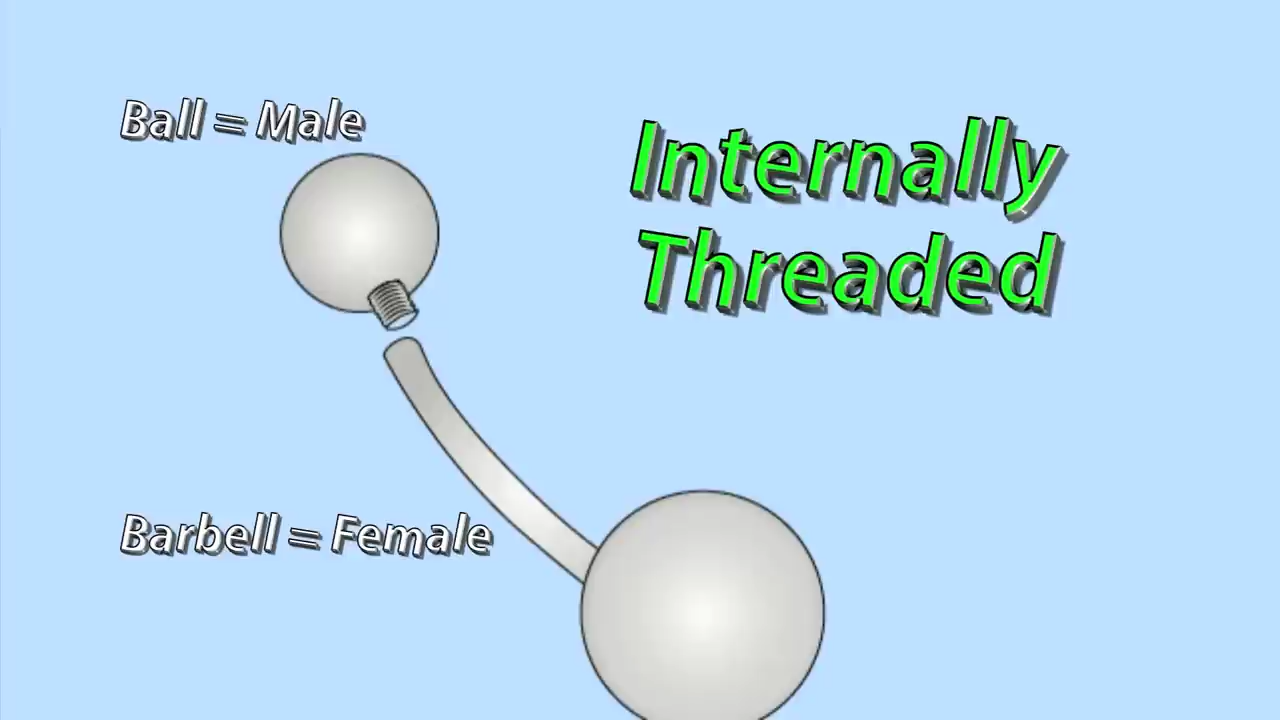 Ball = Male
Internally
Threaded
Barbell = Female